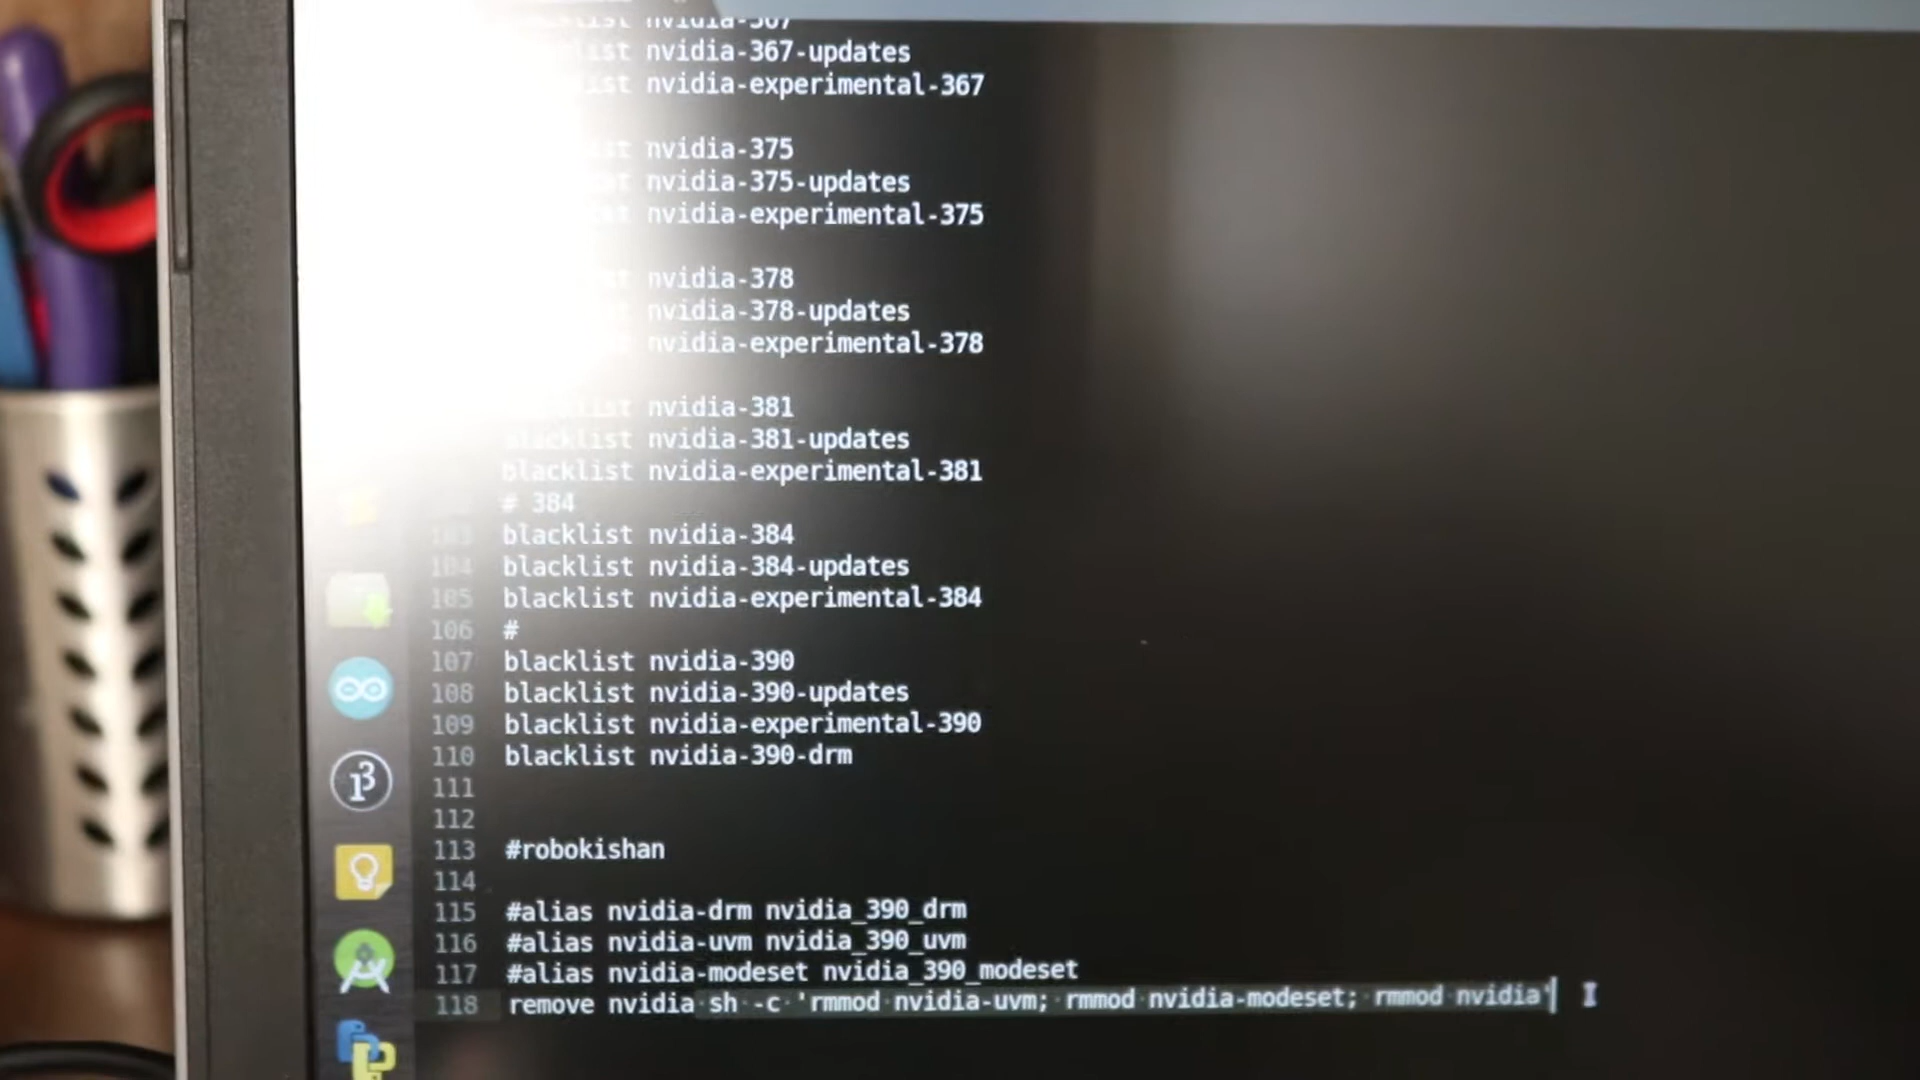 nvidia-367
nvidia-367-updates
nvidia-experimental-367
nvidia-375
nvidia-375-updates
nvidia-experimental-375
nvidia-378
nvidia-378-updates
nvidia-experimental-378
nvidia-381
blacklist nvidia-381-updates
blacklist nvidia-experimental-381
# 384
103 blacklist nvidia-384
104 blacklist nvidia-384-updates
105 blacklist nvidia-experimental-384
106 #
107 blacklist nvidia-390
108 blacklist nvidia-390-updates
109 blacklist nvidia-experimental-390
110 blacklist nvidia-390-drm
111
112
113 #robokishan
114
115 #alias nvidia-drm nvidia_390_drm
116 #alias nvidia-uvm nvidia_390_uvm
117 #alias nvidia-modeset nvidia_390_modeset
118 remove nvidia sh -c 'rmmod nvidia-uvm; rmmod nvidia-modeset; rmmod nvidia'